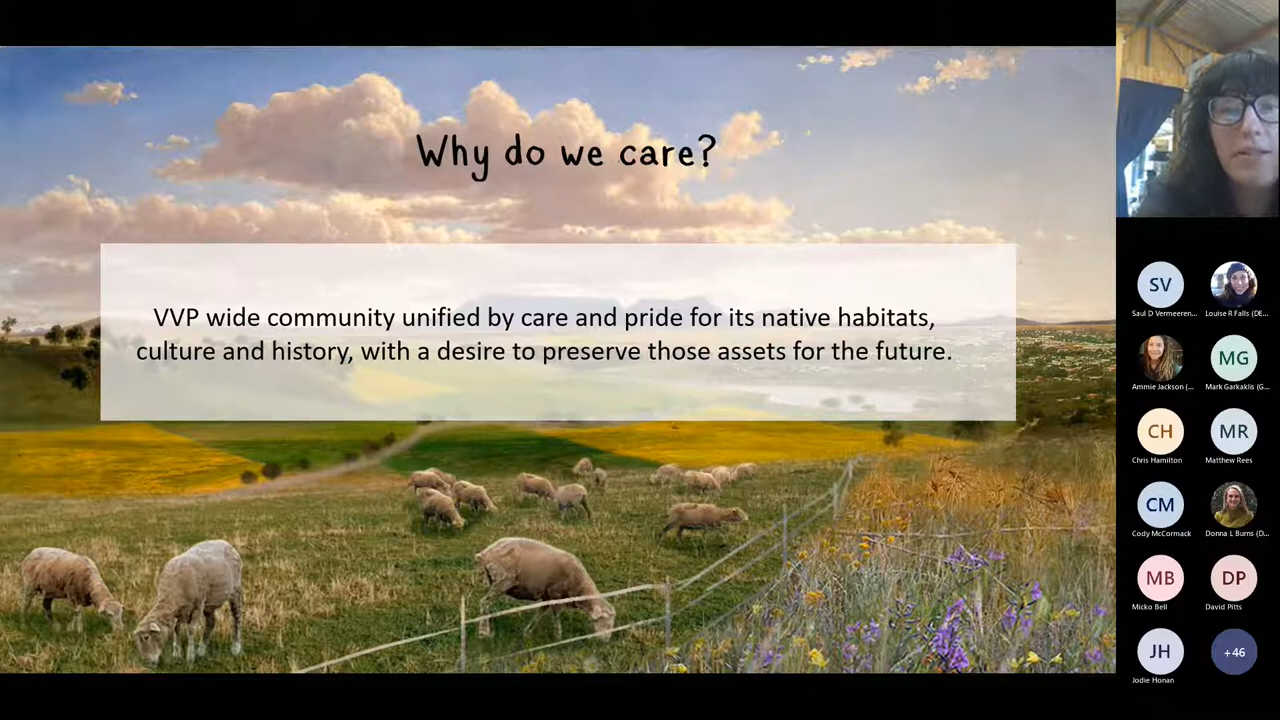 Why do we care?
VVP wide community unified by care and pride for its native habitats,
culture and history, with a desire to preserve those assets for the future.
SV
Saul D Vermeeren...
Louise R Falls (DE...
Ammie Jackson (...
MG
Mark Garkaklis (G...
CH
Chris Hamilton
MR
Matthew Rees
CM
Cody McCormack
Donna L Burns (D...
MB
Micko Bell
DP
David Pitts
JH
Jodie Honan
+46